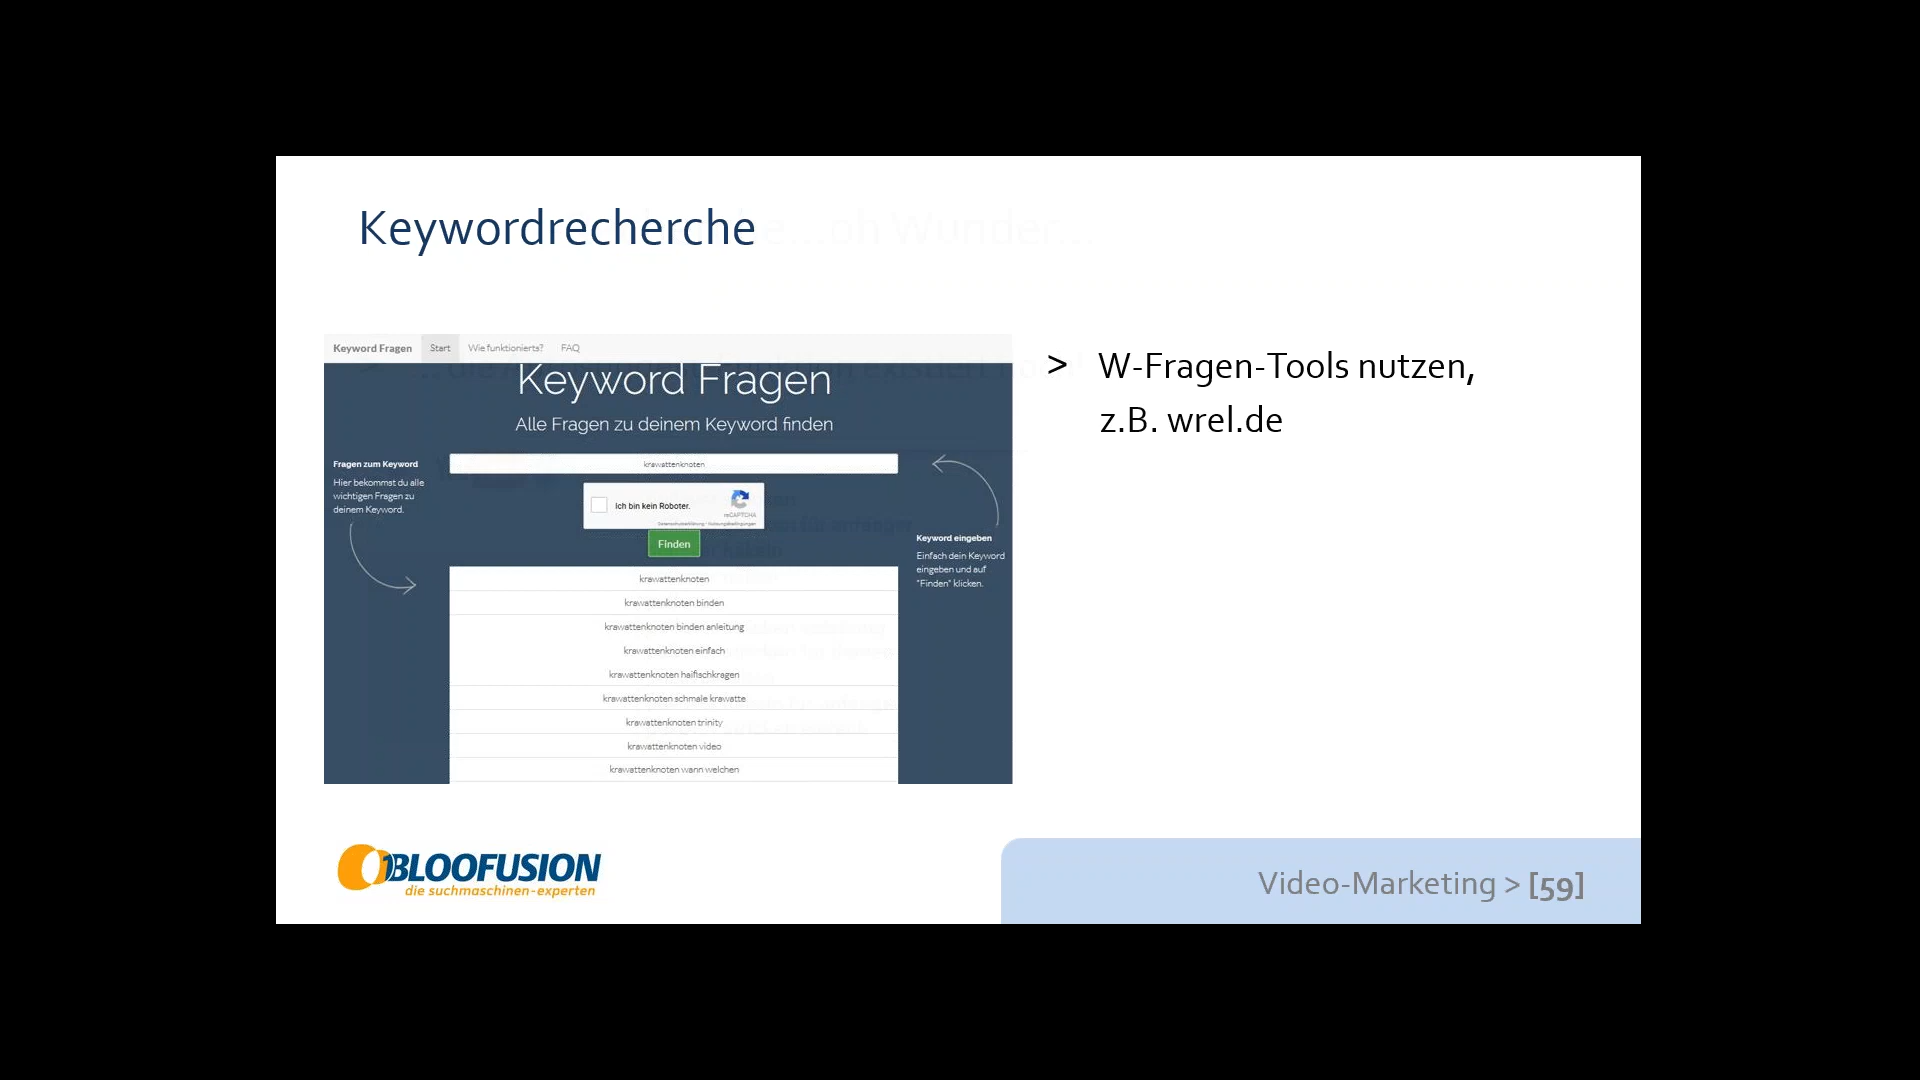 Keywordrecherche
Keyword Fragen Start Wie funktionierts? FAQ
Keyword Fragen
Alle Fragen zu deinem Keyword finden
Fragen zum Keyword
Hier bekommst du alle
wichtigen Fragen zu
deinem Keyword.
krawattenknoten
Ich bin kein Roboter.
reCAPTCHA
Datenschutzerklärung - Nutzungsbedingungen
Finden
Keyword eingeben
Einfach dein Keyword
eingeben und auf
"Finden" klicken.
krawattenknoten
krawattenknoten binden
krawattenknoten binden anleitung
krawattenknoten einfach
krawattenknoten haifischkragen
krawattenknoten schmale krawatte
krawattenknoten trinity
krawattenknoten video
krawattenknoten wann welchen
> W-Fragen-Tools nutzen,
z.B. wrel.de
BLOOFUSION
die suchmaschinen-experten
Video-Marketing > [59]